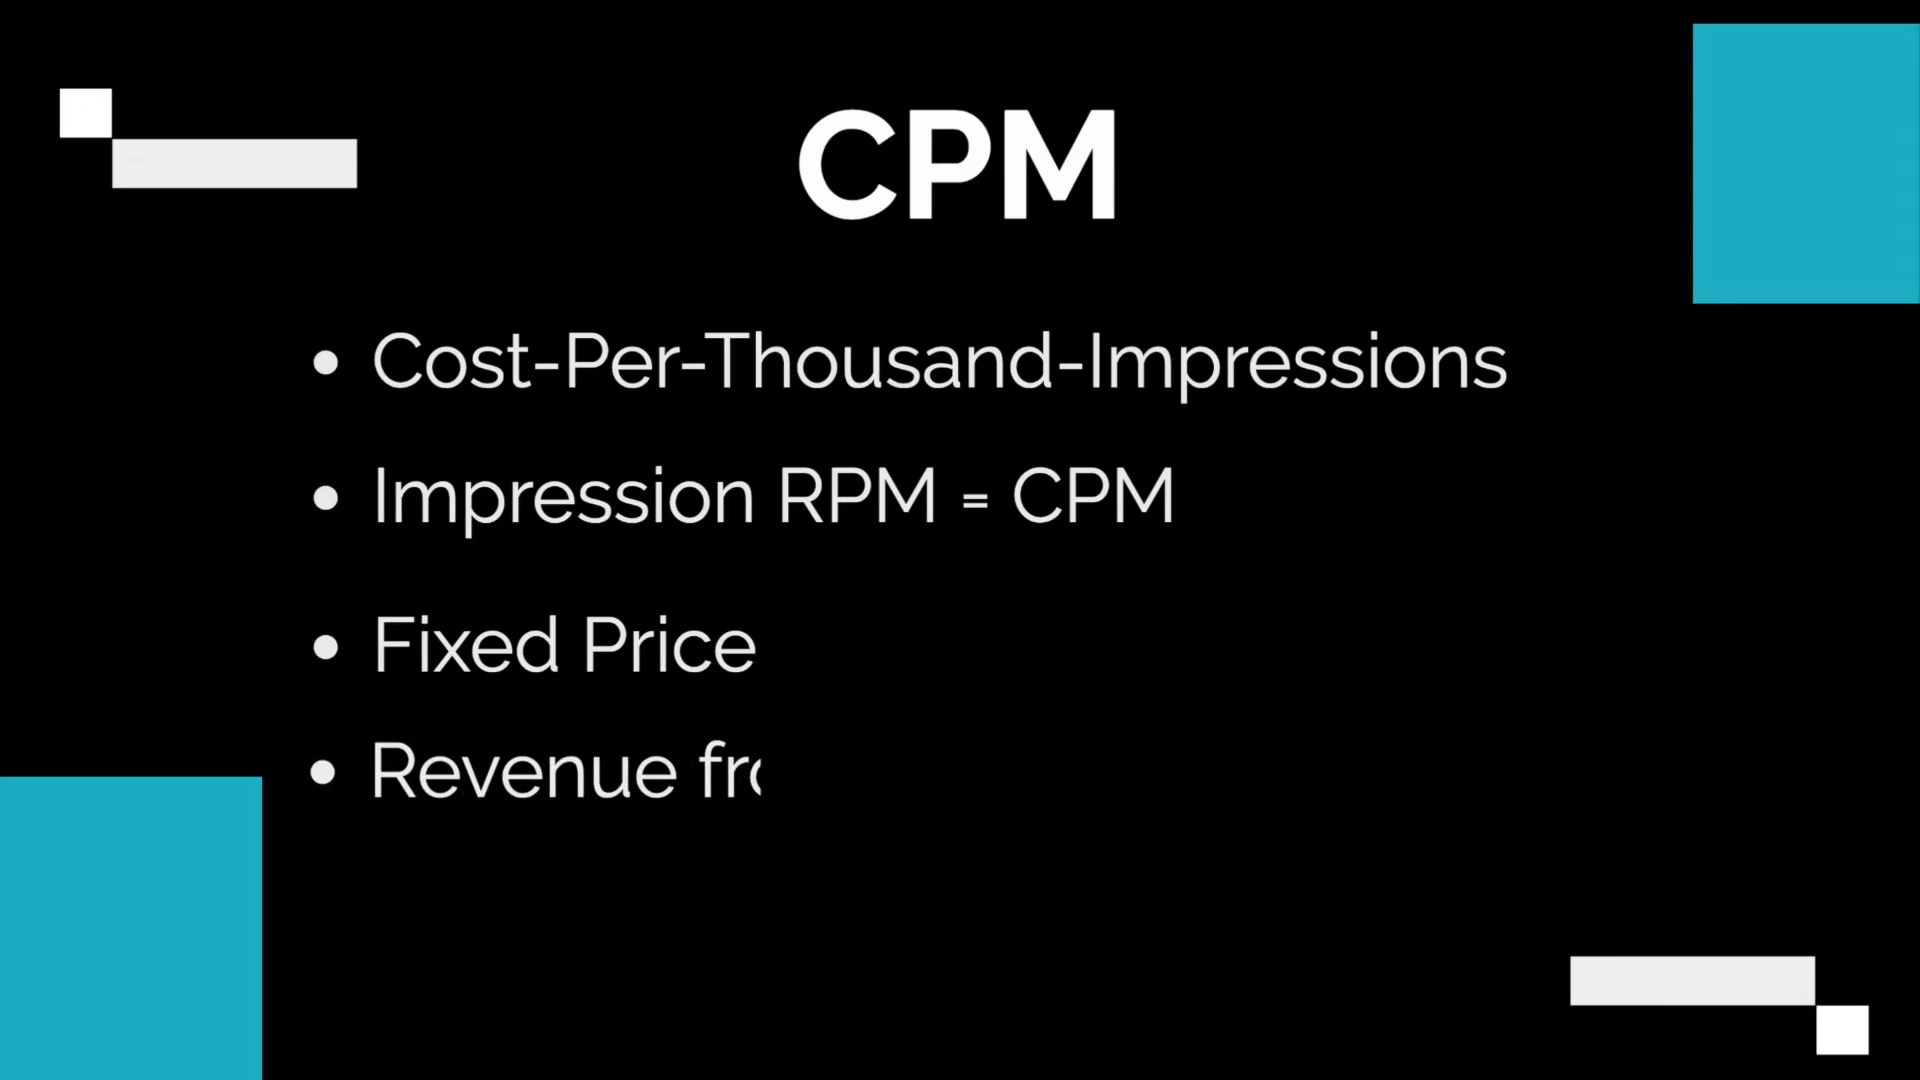 CPM
• Cost-Per-Thousand-Impressions
• Impression RPM = CPM
• Fixed Price
• Revenue